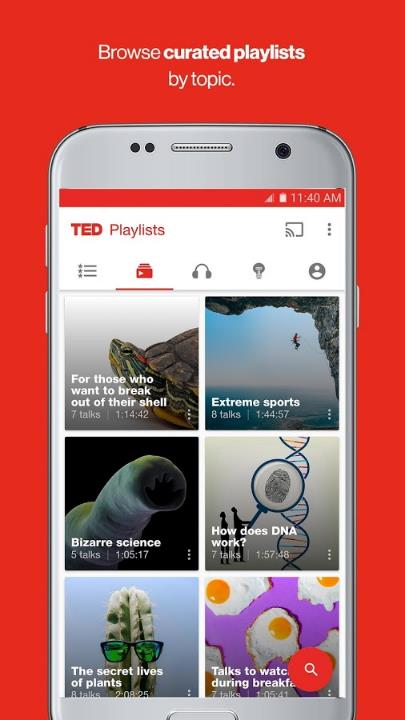 Browse curated playlists
by topic.
11:40 AM
TED Playlists
For those who
want to break
out of their shell
7 talks | 1:14:42
Extreme sports
8 talks | 1:44:57
Bizarre science
5 talks | 1:05:17
How does DNA
work?
7 talks | 1:57:48
The secret lives
of plants
8 talks | 2:08:25
Talks to watc
during breakfa
7 talks | 1:05:41